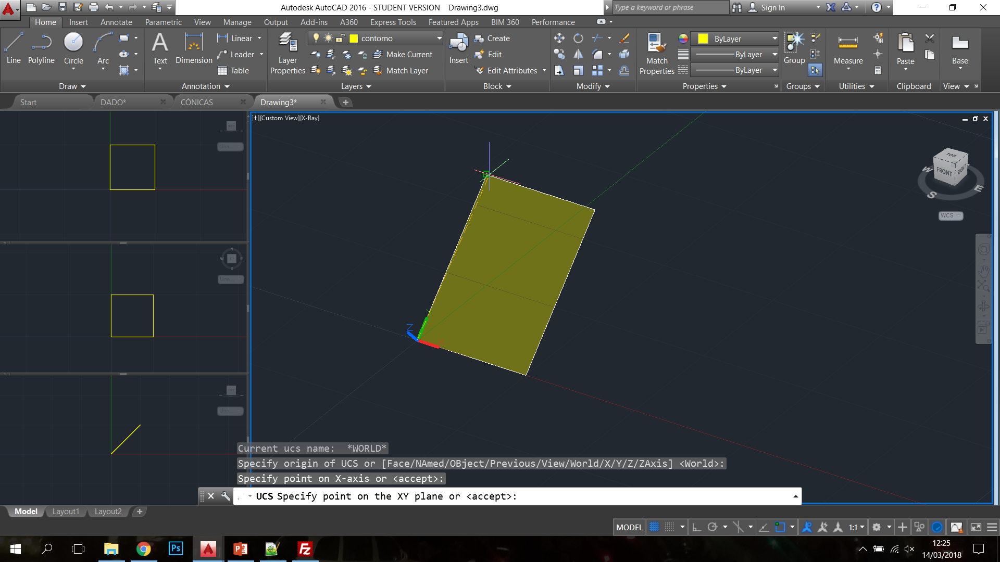 Autodesk AutoCAD 2016 - STUDENT VERSION Drawing3.dwg
Type a keyword or phrase
Sign In
Home Insert Annotate Parametric View Manage Output Add-ins A360 Express Tools Featured Apps BIM 360 Performance
Line Polyline Circle Arc
Text Dimension
Linear
Leader
Table
Layer
Properties
contorno
Make Current
Match Layer
Insert
Create
Edit
Edit Attributes
Match
Properties
ByLayer
ByLayer
ByLayer
Group
Measure
Paste
Base
Draw Annotation Layers Block Modify Properties Groups Utilities Clipboard View
Start DADO* CÓNICAS Drawing3*
[+][Custom View][X-Ray]
TOP
FRONT RIGHT
W
S
E
WCS
N
W E
S
Z
Current ucs name: *WORLD*
Specify origin of UCS or [Face/NAmed/OBject/Previous/View/World/X/Y/Z/ZAxis] <World>:
Specify point on X-axis or <accept>:
UCS Specify point on the XY plane or <accept>:
Model Layout1 Layout2
MODEL 1:1
Ps
12:25
14/03/2018